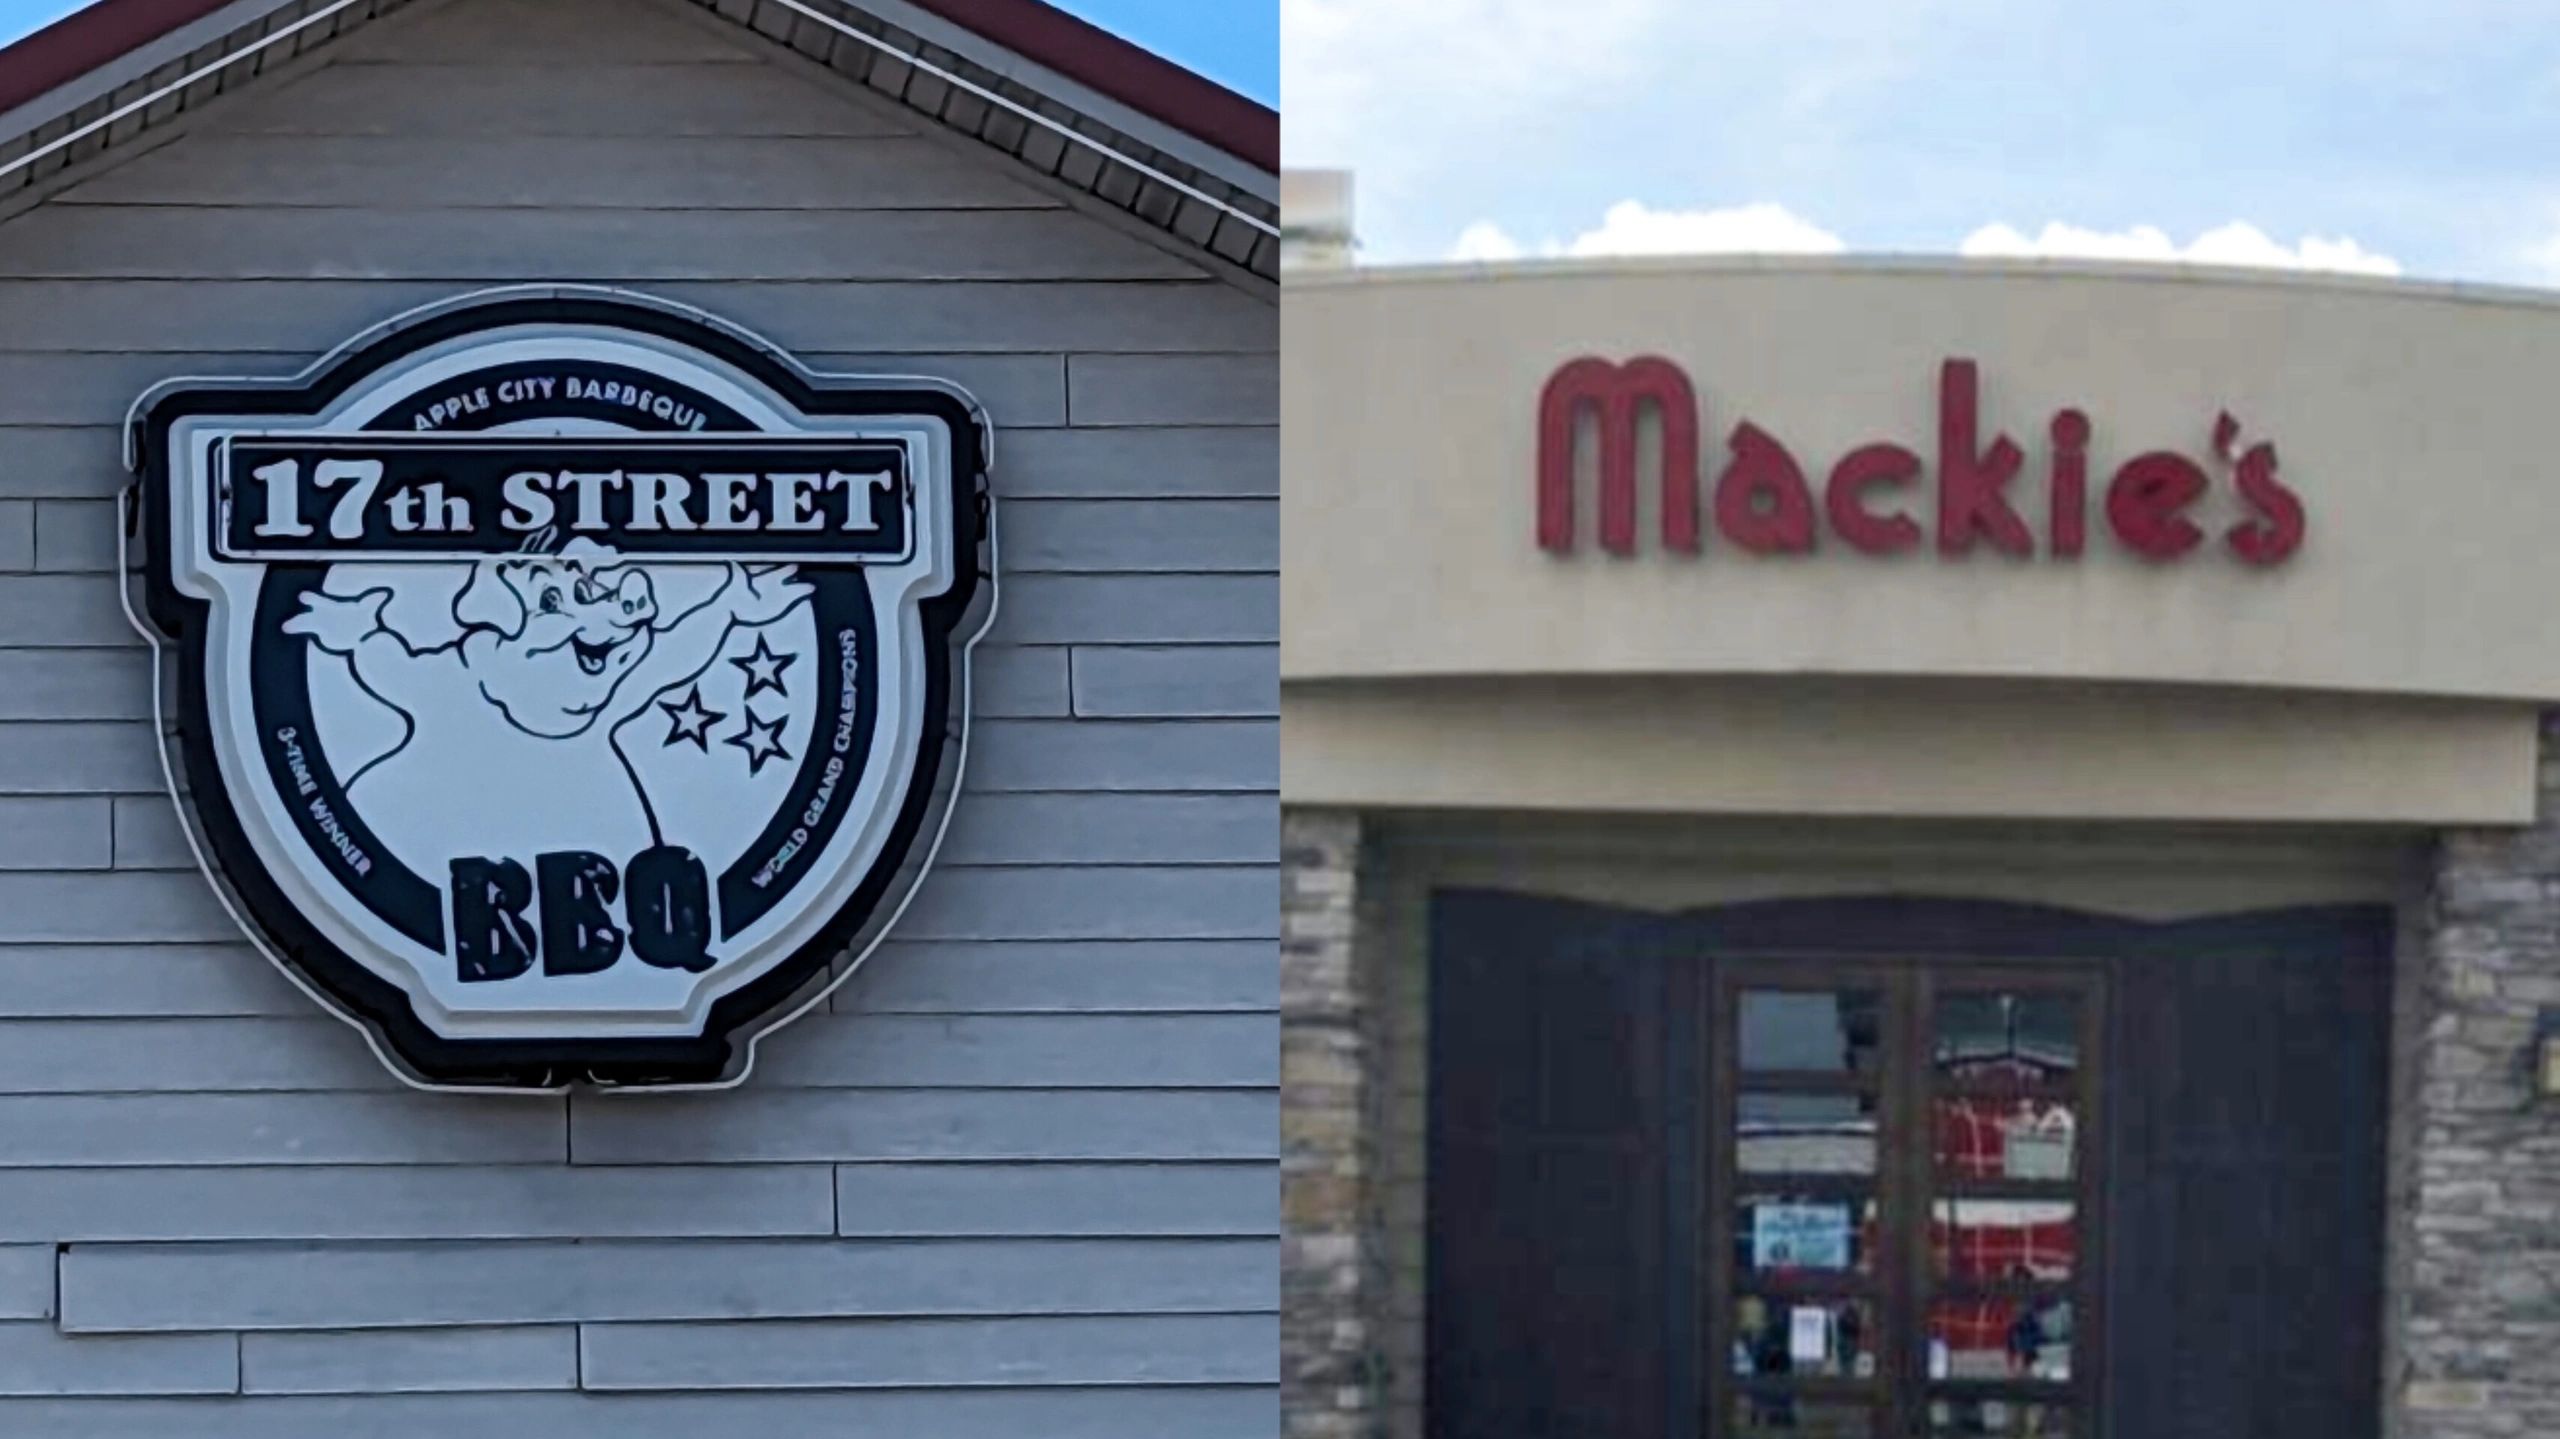 APPLE CITY BARBEQUE
17th STREET
3-TIME WINNER
WORLD GRAND CHAMPIONS
BBQ
Mackie's